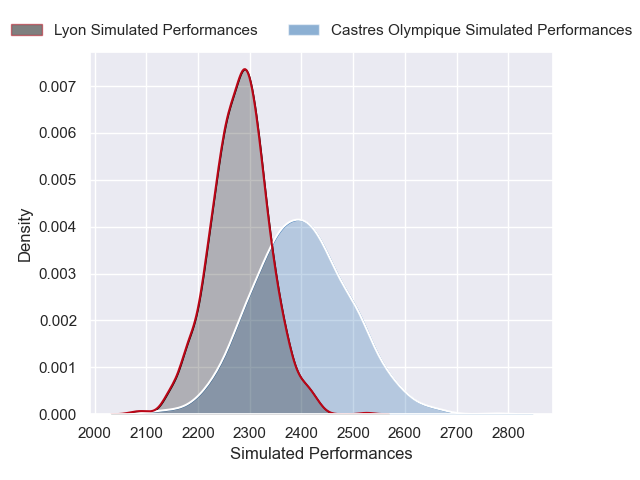 Lyon Simulated Performances Castres Olympique Simulated Performances
0.007
0.006
0.005
0.004
0.003
0.002
0.001
0.000
Density
2000 2100 2200 2300 2400 2500 2600 2700 2800
Simulated Performances